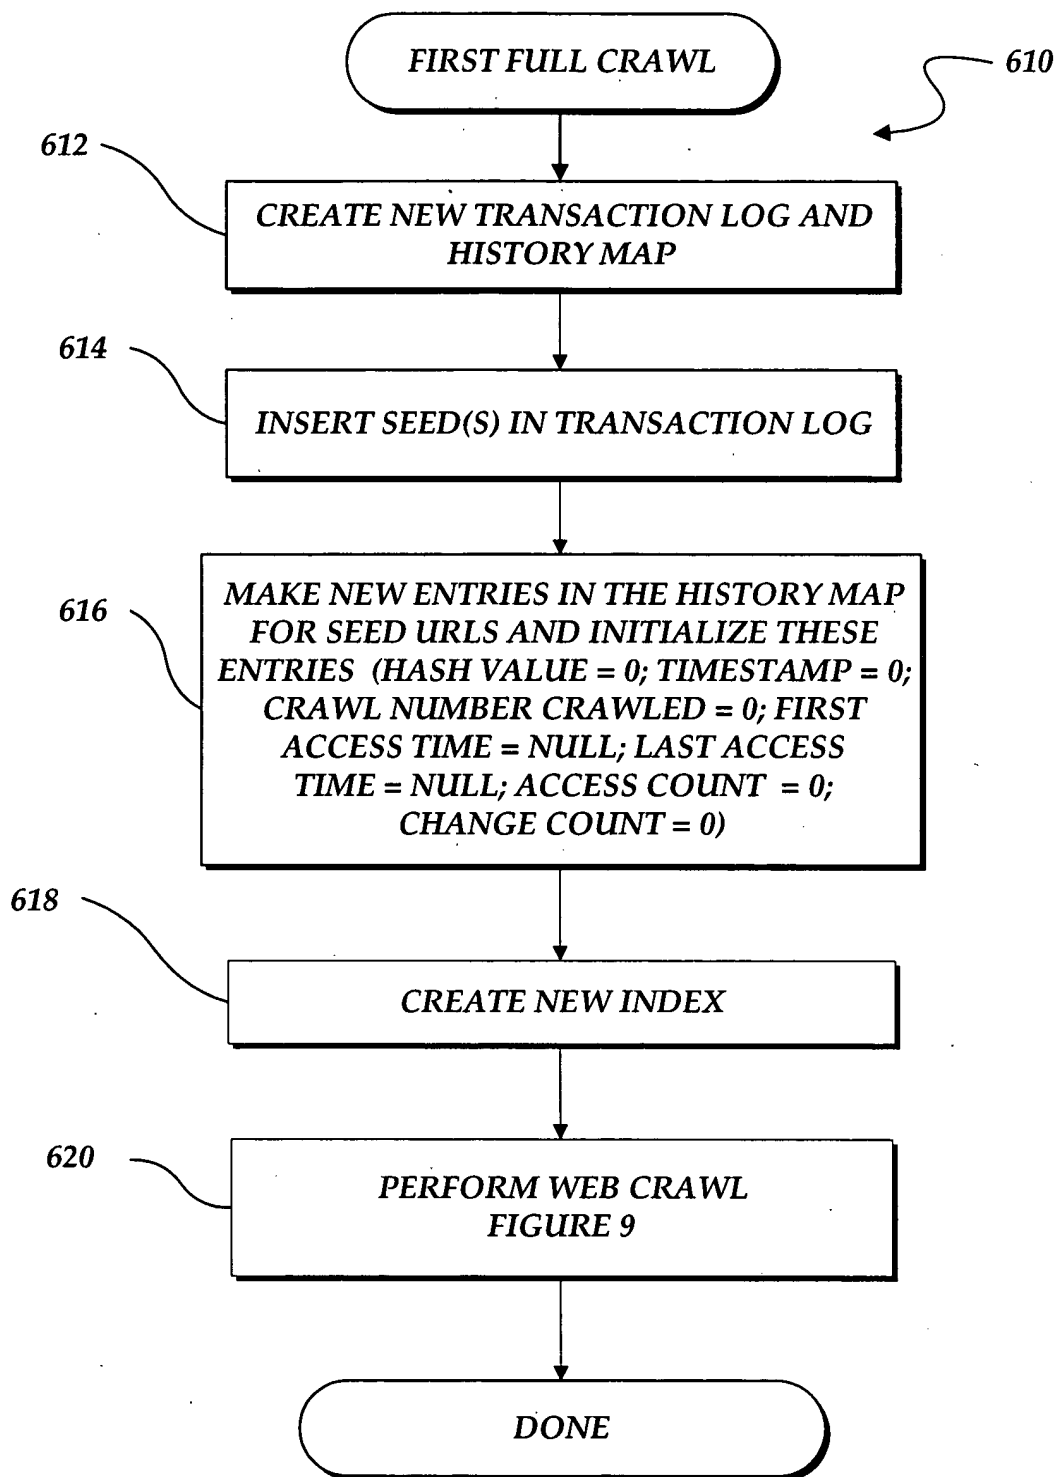 FIRST FULL CRAWL
610
612
CREATE NEW TRANSACTION LOG AND
HISTORY MAP
614
INSERT SEED(S) IN TRANSACTION LOG
616
MAKE NEW ENTRIES IN THE HISTORY MAP
FOR SEED URLS AND INITIALIZE THESE
ENTRIES (HASH VALUE = 0; TIMESTAMP = 0;
CRAWL NUMBER CRAWLED = 0; FIRST
ACCESS TIME = NULL; LAST ACCESS
TIME = NULL; ACCESS COUNT = 0;
CHANGE COUNT = 0)
618
CREATE NEW INDEX
620
PERFORM WEB CRAWL
FIGURE 9
DONE